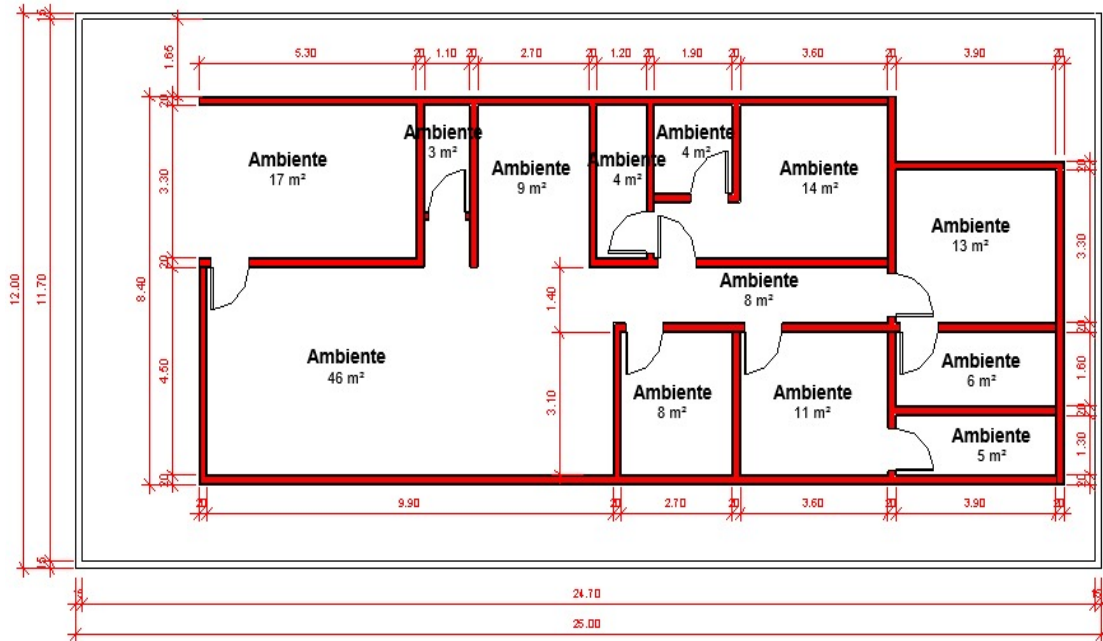 15
1.65
5.30
20
1.10
20
2.70
20
1.20
20
1.90
20
3.60
20
3.90
20
20
3.30
20
4.50
20
8.40
12.00
11.70
15
Ambiente
17 m²
Ambiente
3 m²
Ambiente
9 m²
Ambiente
4 m²
Ambiente
4 m²
Ambiente
14 m²
Ambiente
13 m²
Ambiente
8 m²
Ambiente
46 m²
Ambiente
8 m²
Ambiente
11 m²
Ambiente
6 m²
Ambiente
5 m²
1.40
3.10
20
3.30
20
1.60
20
1.30
20
20
9.90
20
2.70
20
3.60
20
3.90
20
15
24.70
15
25.00